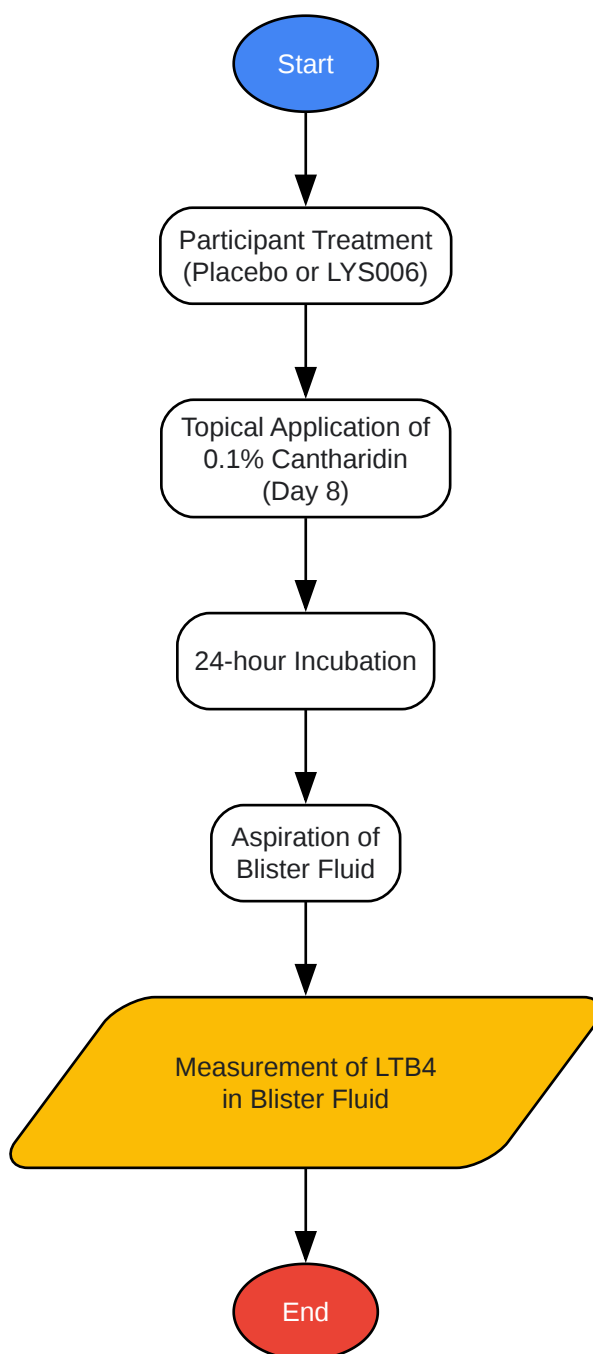 Start
Participant Treatment
(Placebo or LYS006)
Topical Application of
0.1% Cantharidin
(Day 8)
24-hour Incubation
Aspiration of
Blister Fluid
Measurement of LTB4
in Blister Fluid
End